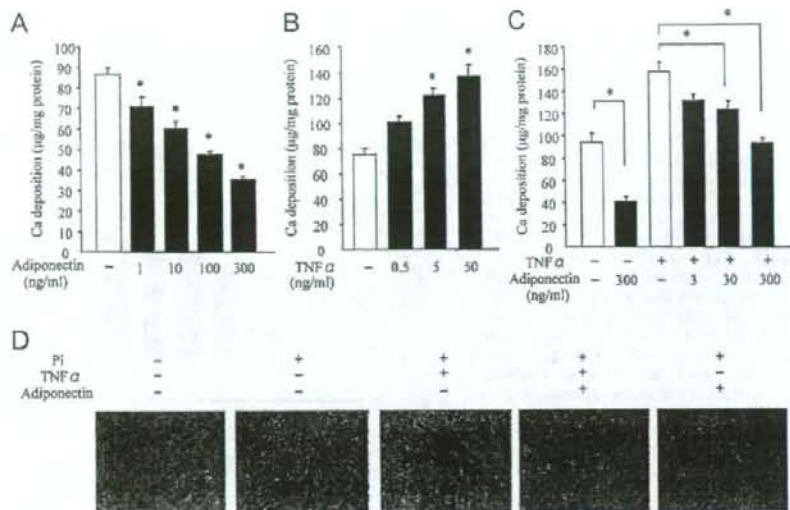 A
Ca deposition (µg/mg protein)
100
90
80
70
60
50
40
30
20
10
0
* * * *
Adiponectin – 1 10 100 300
(ng/ml)
B
Ca deposition (µg/mg protein)
160
140
120
100
80
60
40
20
0
* *
TNFα – 0.5 5 50
(ng/ml)
C
Ca deposition (µg/mg protein)
180
160
140
120
100
80
60
40
20
0
* * *
TNFα – – + + + +
Adiponectin – 300 – 3 30 300
(ng/ml)
D
Pi – + + + +
TNFα – – + + –
Adiponectin – – – + +